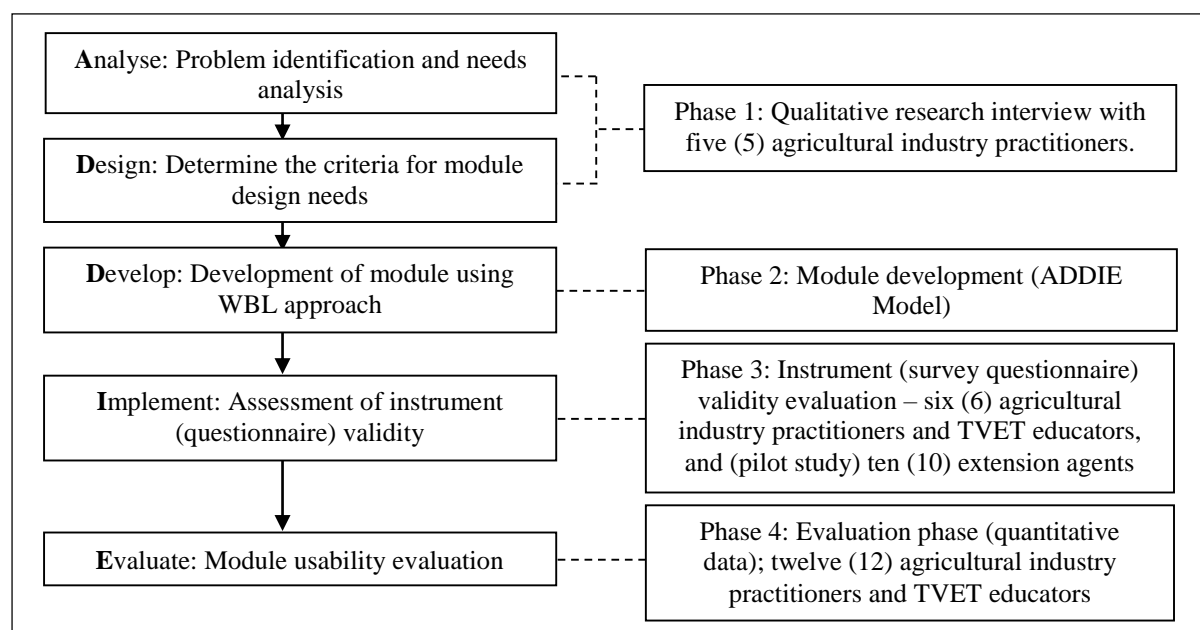 Analyse: Problem identification and needs
analysis
Phase 1: Qualitative research interview with
five (5) agricultural industry practitioners.
Design: Determine the criteria for module
design needs
Develop: Development of module using
WBL approach
Phase 2: Module development (ADDIE
Model)
Implement: Assessment of instrument
(questionnaire) validity
Phase 3: Instrument (survey questionnaire)
validity evaluation – six (6) agricultural
industry practitioners and TVET educators,
and (pilot study) ten (10) extension agents
Evaluate: Module usability evaluation
Phase 4: Evaluation phase (quantitative
data); twelve (12) agricultural industry
practitioners and TVET educators